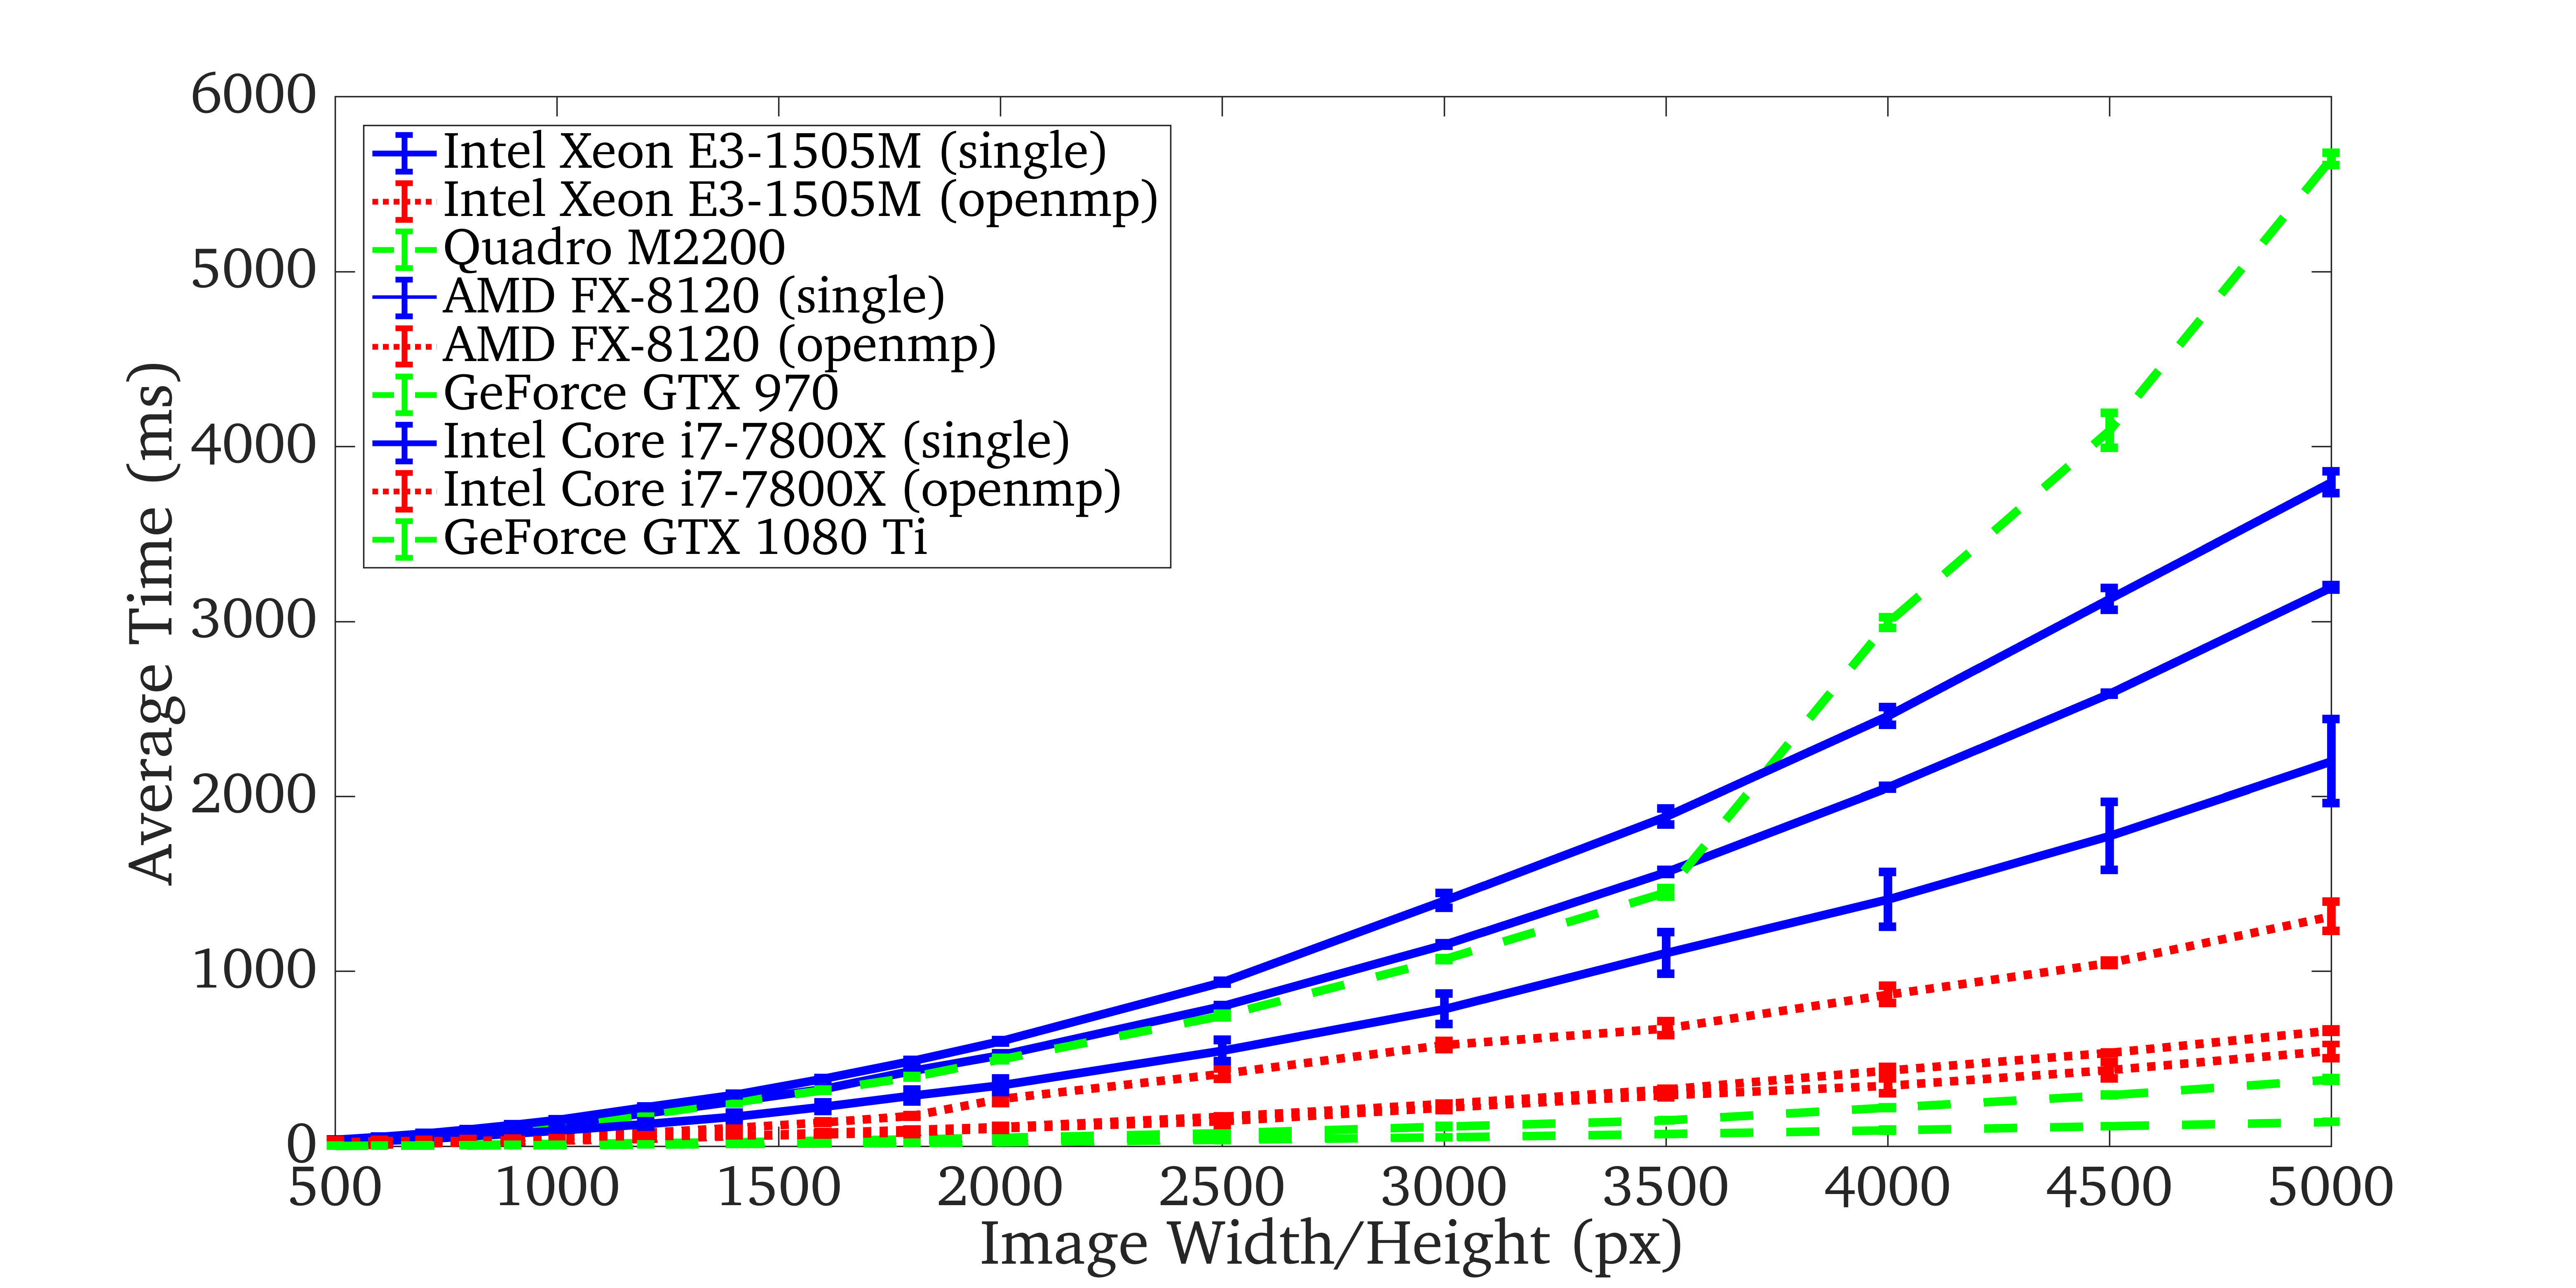 6000
5000
4000
3000
2000
1000
0
Average Time (ms)
Intel Xeon E3-1505M (single)
Intel Xeon E3-1505M (openmp)
Quadro M2200
AMD FX-8120 (single)
AMD FX-8120 (openmp)
GeForce GTX 970
Intel Core i7-7800X (single)
Intel Core i7-7800X (openmp)
GeForce GTX 1080 Ti
500 1000 1500 2000 2500 3000 3500 4000 4500 5000
Image Width/Height (px)